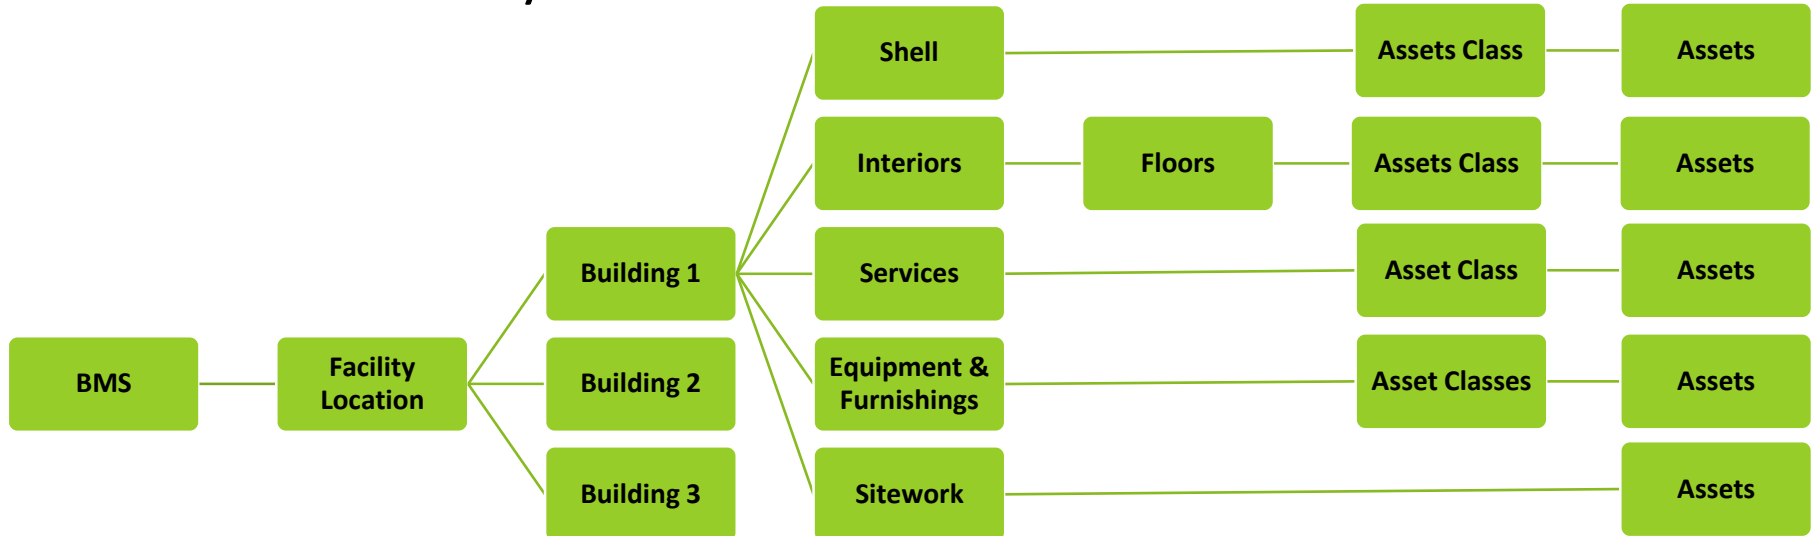 Shell
Assets Class
Assets
Interiors
Floors
Assets Class
Assets
Building 1
Services
Asset Class
Assets
BMS
Facility
Location
Building 2
Equipment &
Furnishings
Asset Classes
Assets
Building 3
Sitework
Assets